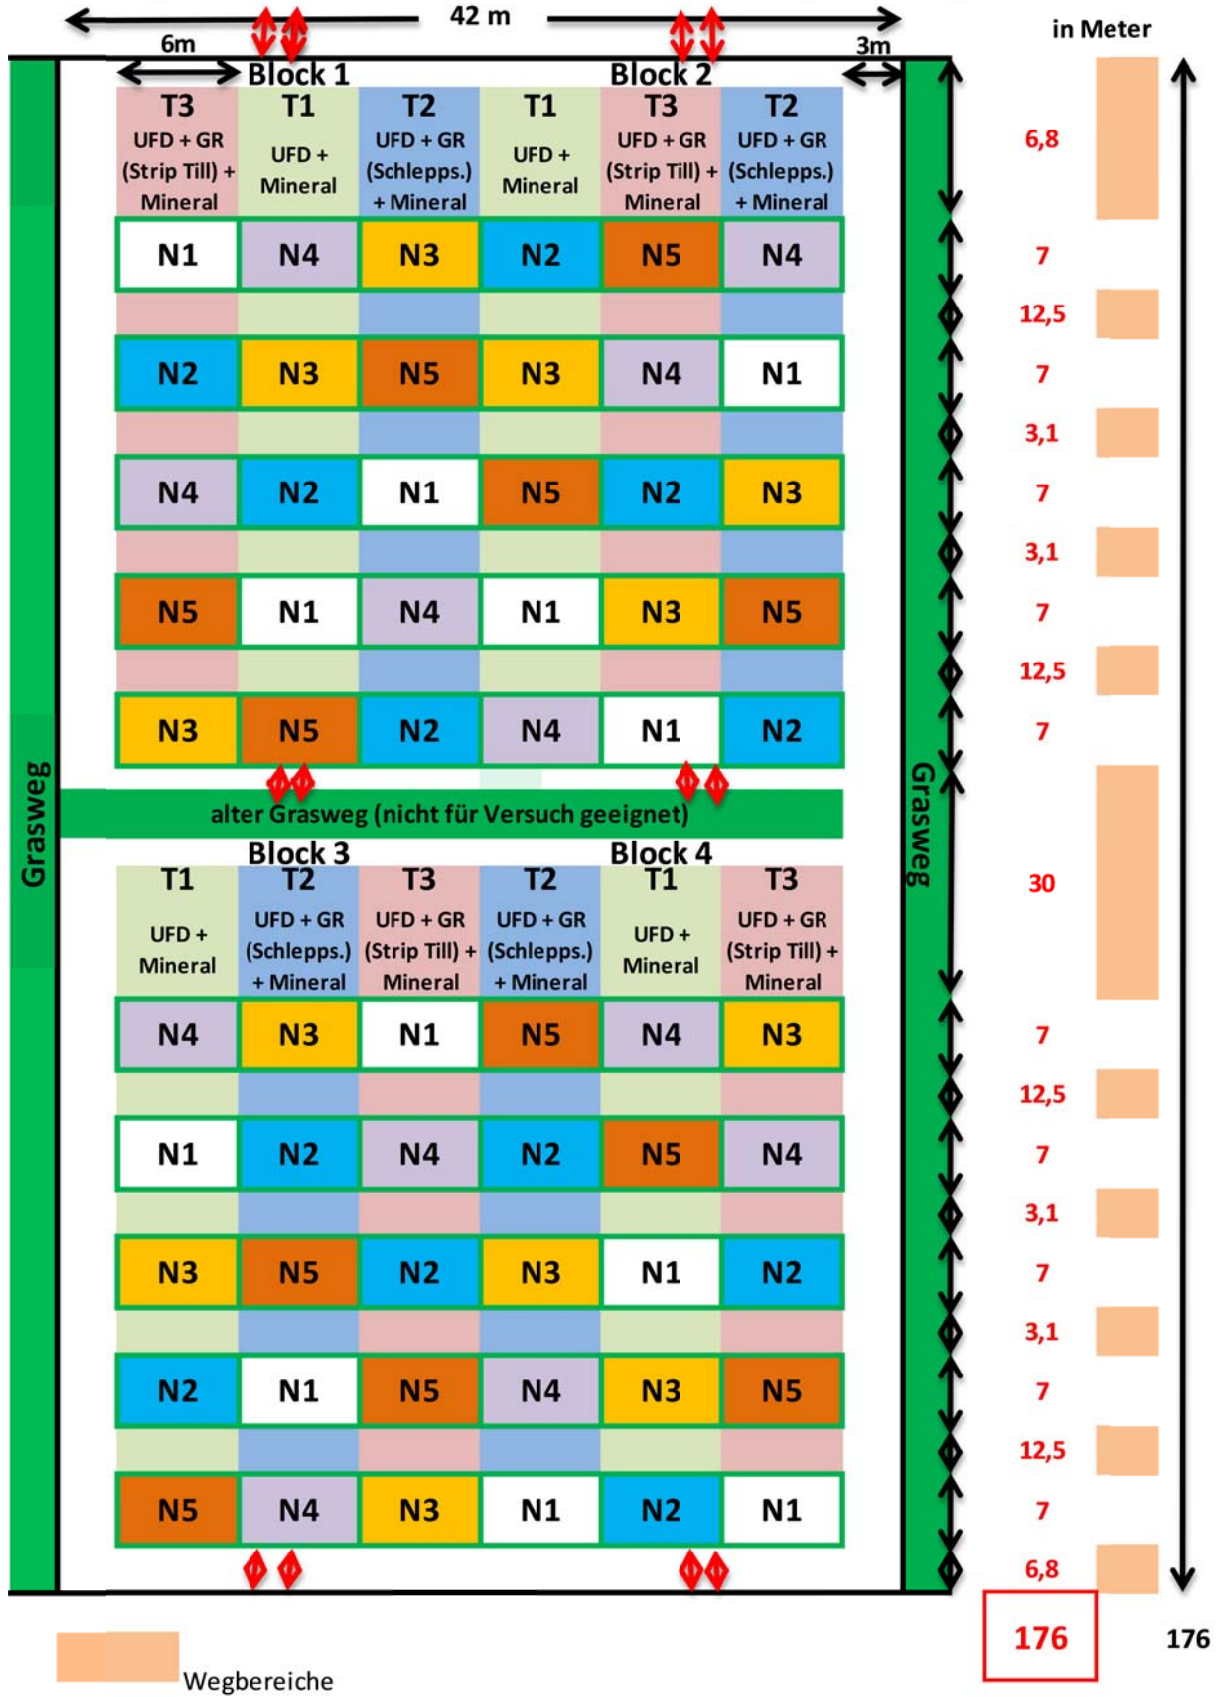 42 m
in Meter
6m
3m
Block 1
Block 2
T3 T1 T2 T1 T3 T2
UFD + GR (Strip Till) + Mineral
UFD + Mineral
UFD + GR (Schlepps.) + Mineral
UFD + Mineral
UFD + GR (Strip Till) + Mineral
UFD + GR (Schlepps.) + Mineral
6,8
N1 N4 N3 N2 N5 N4
7
12,5
N2 N3 N5 N3 N4 N1
7
3,1
N4 N2 N1 N5 N2 N3
7
3,1
N5 N1 N4 N1 N3 N5
7
12,5
N3 N5 N2 N4 N1 N2
7
Grasweg
alter Grasweg (nicht für Versuch geeignet)
Grasweg
30
Block 3
Block 4
T1 T2 T3 T2 T1 T3
UFD + Mineral
UFD + GR (Schlepps.) + Mineral
UFD + GR (Strip Till) + Mineral
UFD + GR (Schlepps.) + Mineral
UFD + Mineral
UFD + GR (Strip Till) + Mineral
N4 N3 N1 N5 N4 N3
7
12,5
N1 N2 N4 N2 N5 N4
7
3,1
N3 N5 N2 N3 N1 N2
7
3,1
N2 N1 N5 N4 N3 N5
7
12,5
N5 N4 N3 N1 N2 N1
7
6,8
176
176
Wegbereiche